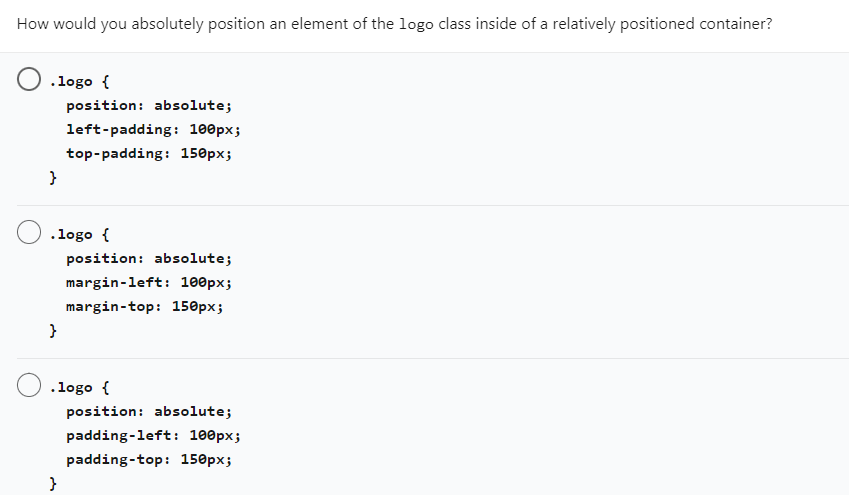 How would you absolutely position an element of the logo class inside of a relatively positioned container?
.logo {
position: absolute;
left-padding: 100px;
top-padding: 150px;
}
.logo {
position: absolute;
margin-left: 100px;
margin-top: 150px;
}
.logo {
position: absolute;
padding-left: 100px;
padding-top: 150px;
}